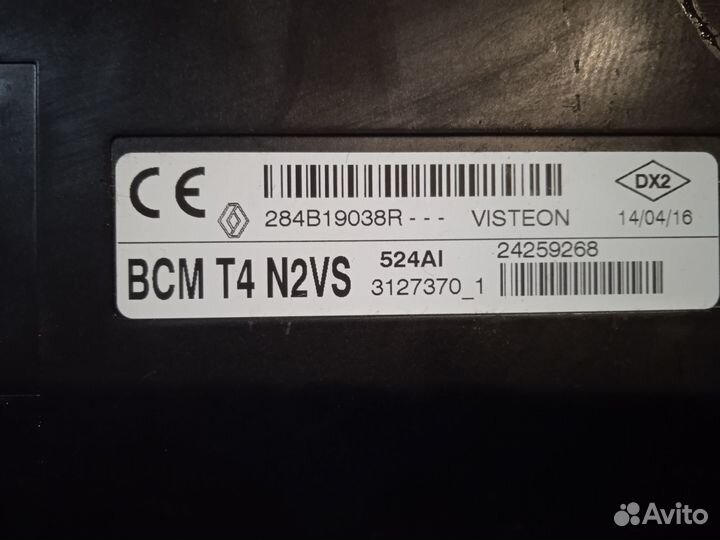 CE
284B19038R - - - VISTEON 14/04/16
DX2
BCM T4 N2VS
524AI 24259268
3127370_1
Avito